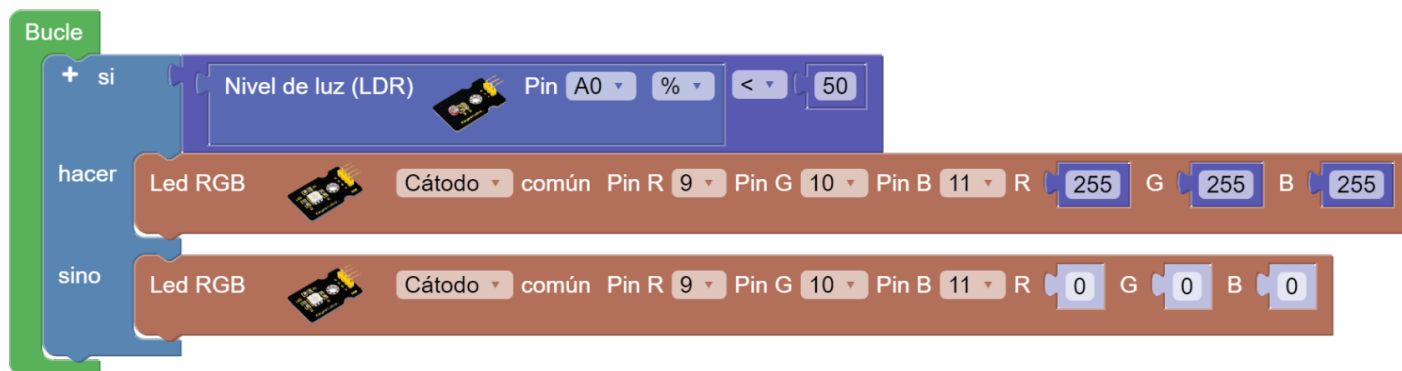 Bucle
+ si Nivel de luz (LDR) Pin A0 % < 50
hacer Led RGB Cátodo común Pin R 9 Pin G 10 Pin B 11 R 255 G 255 B 255
sino Led RGB Cátodo común Pin R 9 Pin G 10 Pin B 11 R 0 G 0 B 0